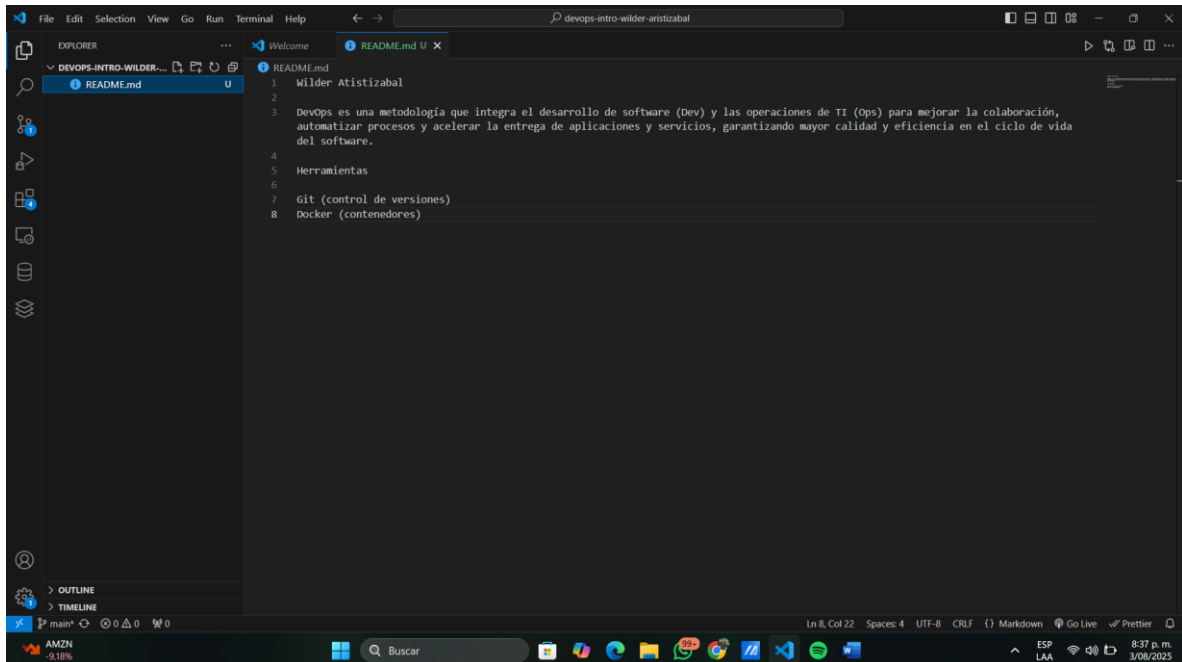 File Edit Selection View Go Run Terminal Help
devops-intro-wilder-aristizabal
EXPLORER
Welcome
README.md U
DEVOPS-INTRO-WILDER-...
README.md U
README.md
1 Wilder Atistizabal
2
3 DevOps es una metodología que integra el desarrollo de software (Dev) y las operaciones de TI (Ops) para mejorar la colaboración,
automatizar procesos y acelerar la entrega de aplicaciones y servicios, garantizando mayor calidad y eficiencia en el ciclo de vida
del software.
4
5 Herramientas
6
7 Git (control de versiones)
8 Docker (contenedores)
1
4
OUTLINE
1
TIMELINE
main* 0 0 0 Ln 8, Col 22 Spaces: 4 UTF-8 CRLF {} Markdown Go Live Prettier
AMZN
-9,18%
Buscar
99+
ESP
LAA
8:37 p. m.
3/08/2025